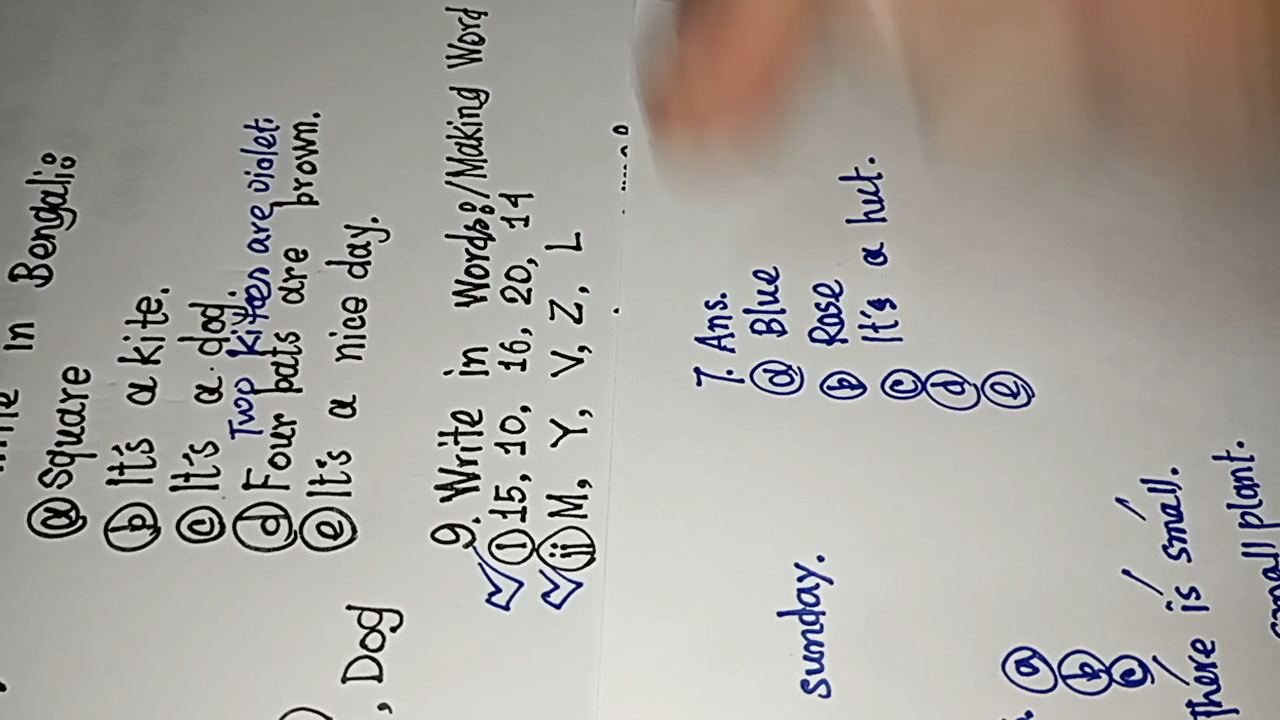 in Bengali:
ⓐ Square
ⓑ It's a kite.
ⓒ It's a dod.
Two kites are violet.
ⓓ Four bats are brown.
ⓔ It's a nice day.
, Dog
9. Write in Words:/Making Word
ⓘ 15, 10, 16, 20, 14
ⓘⓘ M, Y, V, Z, L
7. Ans.
ⓐ Blue
ⓑ Rose
ⓒ It's a hut.
ⓓ
ⓔ
sunday.
ⓐ
ⓑ
ⓒ
There is small.
small plant.